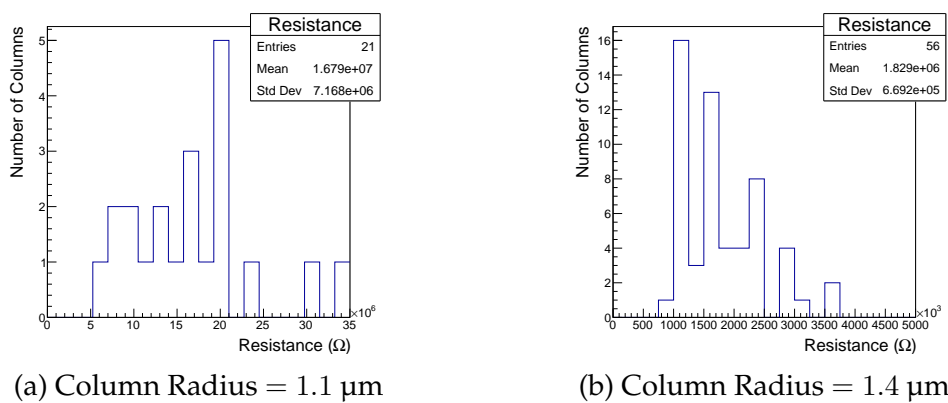 Resistance
Entries 21
Mean 1.679e+07
Std Dev 7.168e+06
Number of Columns
5
4
3
2
1
0
0 5 10 15 20 25 30 35
×10⁶
Resistance (Ω)
(a) Column Radius = 1.1 µm
Resistance
Entries 56
Mean 1.829e+06
Std Dev 6.692e+05
Number of Columns
16
14
12
10
8
6
4
2
0
0 500 1000 1500 2000 2500 3000 3500 4000 4500 5000
×10³
Resistance (Ω)
(b) Column Radius = 1.4 µm